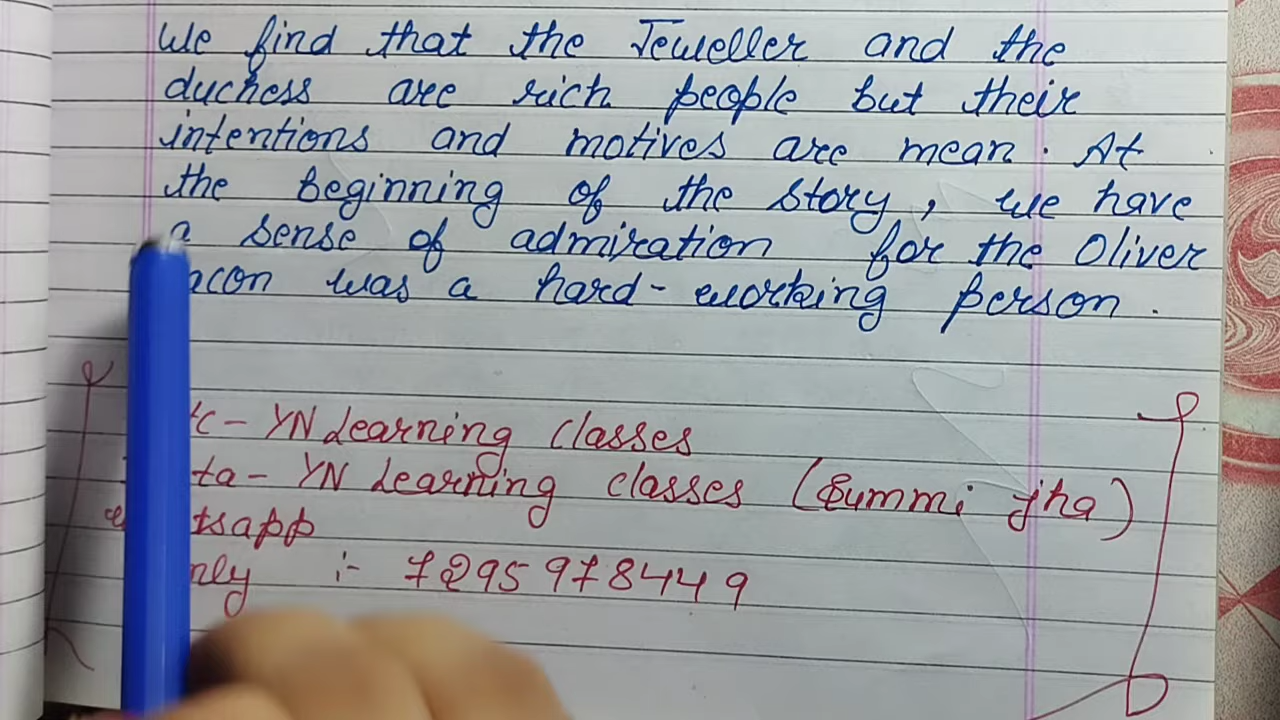 We find that the Jeweller and the
duchess are rich people but their
intentions and motives are mean. At
the beginning of the story, we have
a sense of admiration for the Oliver
acon was a hard-working person.
YN Learning classes
ta - YN Learning classes (Summi jha)
tsapp
nly :- 7295978449